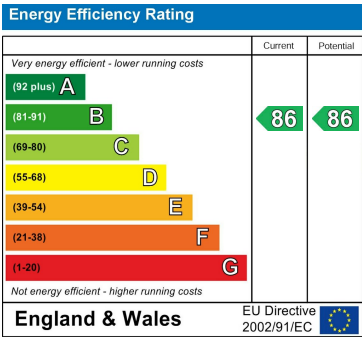 Energy Efficiency Rating
Current Potential
Very energy efficient - lower running costs
(92 plus) A
(81-91) B 86 86
(69-80) C
(55-68) D
(39-54) E
(21-38) F
(1-20) G
Not energy efficient - higher running costs
England & Wales
EU Directive
2002/91/EC